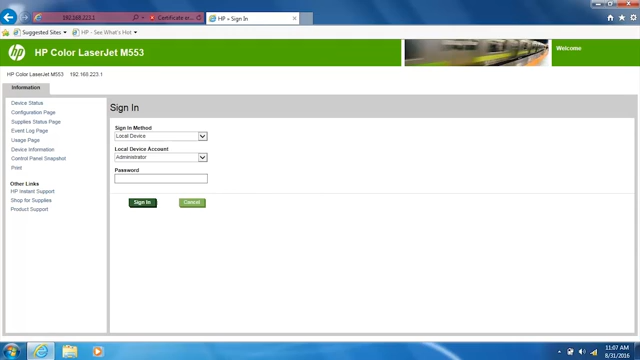 192.168.223.1
Certificate er...
HP - Sign In
Suggested Sites
HP - See What's Hot
HP Color LaserJet M553
Welcome
HP Color LaserJet M553 192.168.223.1
Information
Device Status
Configuration Page
Supplies Status Page
Event Log Page
Usage Page
Device Information
Control Panel Snapshot
Print
Other Links
HP Instant Support
Shop for Supplies
Product Support
Sign In
Sign In Method
Local Device
Local Device Account
Administrator
Password
Sign In
Cancel
11:07 AM
8/31/2016